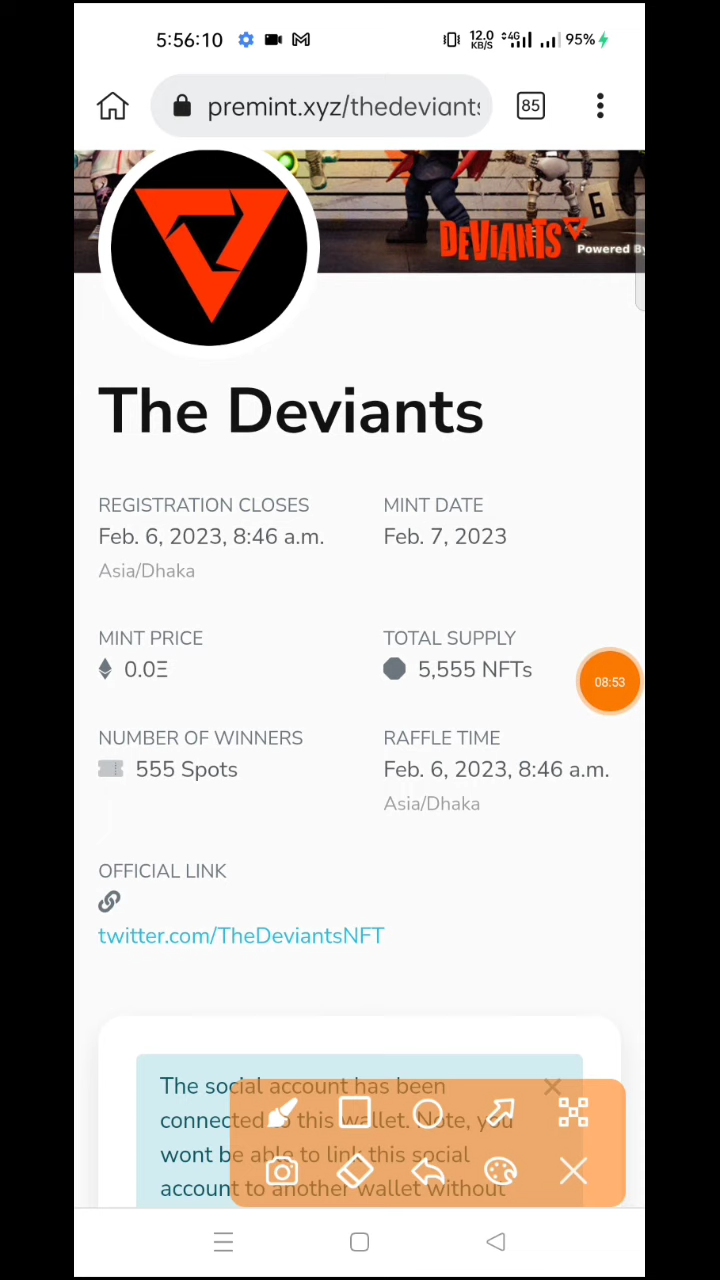 5:56:10 12.0 KB/S 4G 95%
premint.xyz/thedeviants 85
6
DEVIANTS Powered By
The Deviants
REGISTRATION CLOSES MINT DATE
Feb. 6, 2023, 8:46 a.m. Feb. 7, 2023
Asia/Dhaka
MINT PRICE TOTAL SUPPLY
0.0Ξ 5,555 NFTs
08:53
NUMBER OF WINNERS RAFFLE TIME
555 Spots Feb. 6, 2023, 8:46 a.m.
Asia/Dhaka
OFFICIAL LINK
twitter.com/TheDeviantsNFT
The social account has been
connected to this wallet. Note, you
wont be able to link this social
account to another wallet without